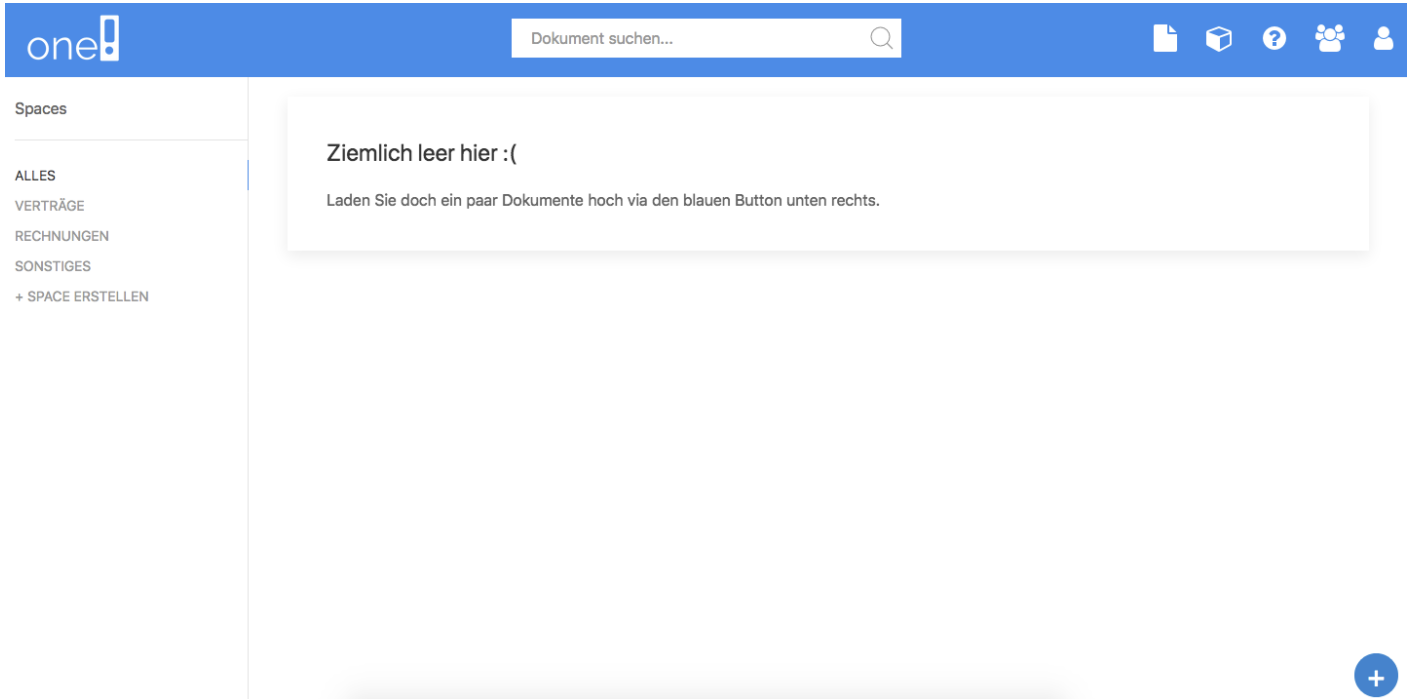 one!
Dokument suchen...
Spaces
ALLES
VERTRÄGE
RECHNUNGEN
SONSTIGES
+ SPACE ERSTELLEN
Ziemlich leer hier :(
Laden Sie doch ein paar Dokumente hoch via den blauen Button unten rechts.